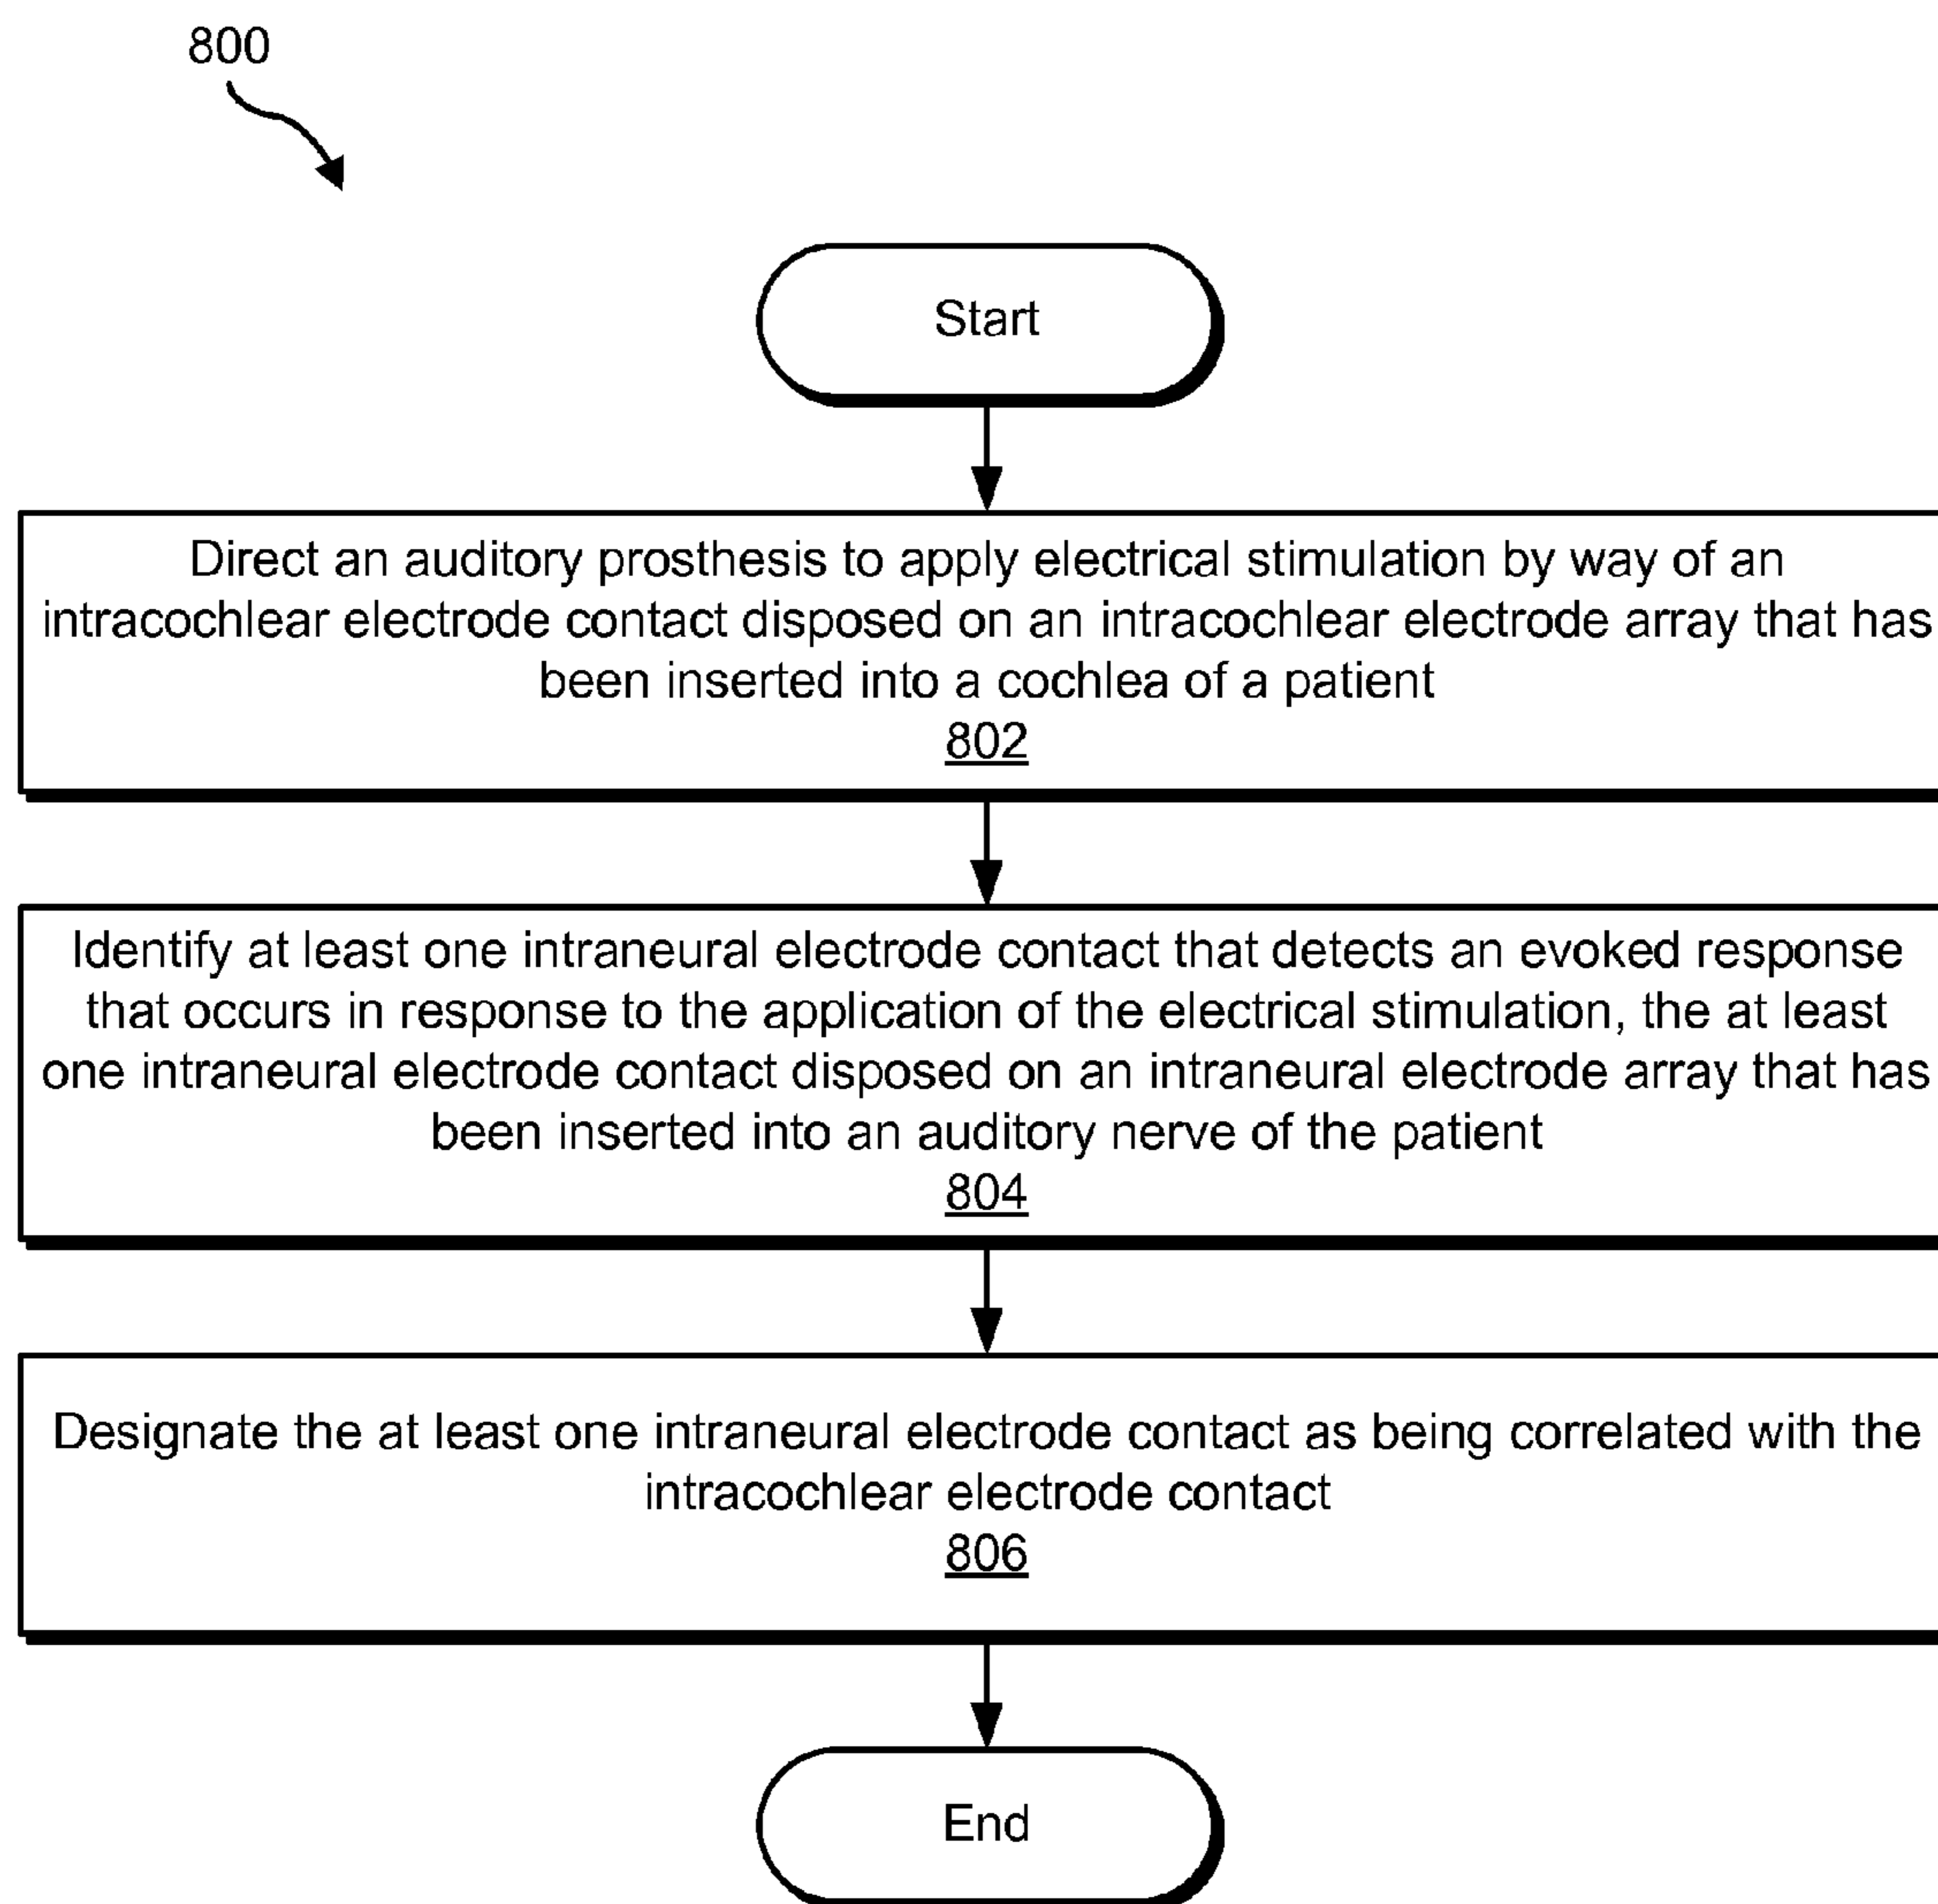 800
Start
Direct an auditory prosthesis to apply electrical stimulation by way of an
intracochlear electrode contact disposed on an intracochlear electrode array that has
been inserted into a cochlea of a patient
802
Identify at least one intraneural electrode contact that detects an evoked response
that occurs in response to the application of the electrical stimulation, the at least
one intraneural electrode contact disposed on an intraneural electrode array that has
been inserted into an auditory nerve of the patient
804
Designate the at least one intraneural electrode contact as being correlated with the
intracochlear electrode contact
806
End